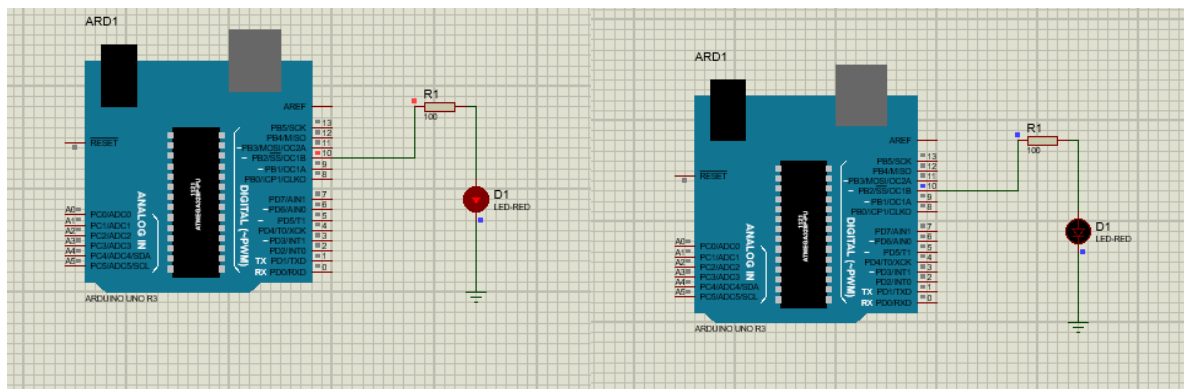 ARD1
R1
100
AREF
PB5/SCK 13
PB4/MISO 12
~PB3/MOSI/OC2A 11
~PB2/SS/OC1B 10
~PB1/OC1A 9
PB0/ICP1/CLKO 8
RESET
DIGITAL (~PWM)
ATMEGA328P-PU
1121
ANALOG IN
PD7/AIN1 7
~PD6/AIN0 6
~PD5/T1 5
PD4/T0/XCK 4
~PD3/INT1 3
PD2/INT0 2
TX PD1/TXD 1
RX PD0/RXD 0
A0 PC0/ADC0
A1 PC1/ADC1
A2 PC2/ADC2
A3 PC3/ADC3
A4 PC4/ADC4/SDA
A5 PC5/ADC5/SCL
D1
LED-RED
ARDUINO UNO R3
ARD1
R1
100
AREF
PB5/SCK 13
PB4/MISO 12
~PB3/MOSI/OC2A 11
~PB2/SS/OC1B 10
~PB1/OC1A 9
PB0/ICP1/CLKO 8
RESET
DIGITAL (~PWM)
ATMEGA328P-PU
1121
ANALOG IN
PD7/AIN1 7
~PD6/AIN0 6
~PD5/T1 5
PD4/T0/XCK 4
~PD3/INT1 3
PD2/INT0 2
TX PD1/TXD 1
RX PD0/RXD 0
A0 PC0/ADC0
A1 PC1/ADC1
A2 PC2/ADC2
A3 PC3/ADC3
A4 PC4/ADC4/SDA
A5 PC5/ADC5/SCL
D1
LED-RED
ARDUINO UNO R3